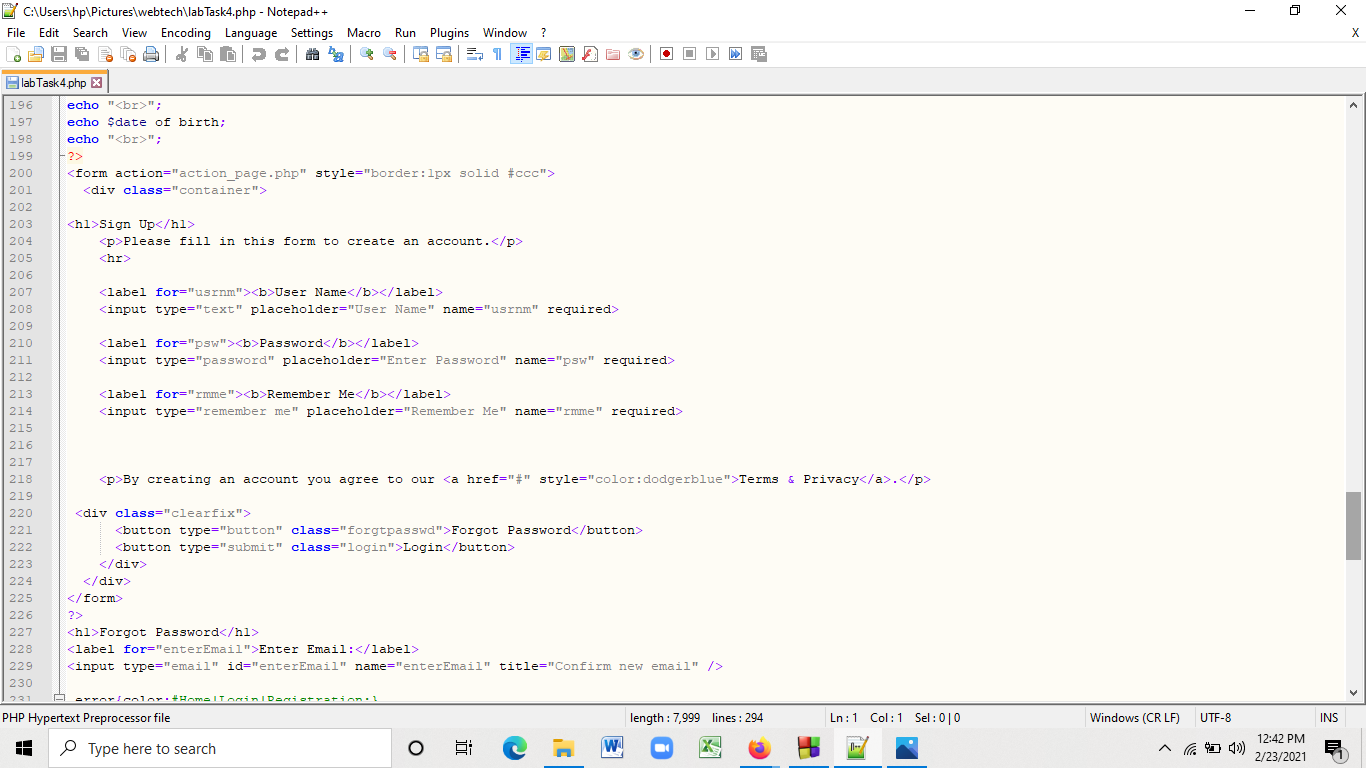 C:\Users\hp\Pictures\webtech\labTask4.php - Notepad++
File Edit Search View Encoding Language Settings Macro Run Plugins Window ? X
labTask4.php
196 echo "<br>";
197 echo $date of birth;
198 echo "<br>";
199 ?>
200 <form action="action_page.php" style="border:1px solid #ccc">
201 <div class="container">
202
203 <h1>Sign Up</h1>
204 <p>Please fill in this form to create an account.</p>
205 <hr>
206
207 <label for="usrnm"><b>User Name</b></label>
208 <input type="text" placeholder="User Name" name="usrnm" required>
209
210 <label for="psw"><b>Password</b></label>
211 <input type="password" placeholder="Enter Password" name="psw" required>
212
213 <label for="rmme"><b>Remember Me</b></label>
214 <input type="remember me" placeholder="Remember Me" name="rmme" required>
215
216
217
218 <p>By creating an account you agree to our <a href="#" style="color:dodgerblue">Terms & Privacy</a>.</p>
219
220 <div class="clearfix">
221 <button type="button" class="forgtpasswd">Forgot Password</button>
222 <button type="submit" class="login">Login</button>
223 </div>
224 </div>
225 </form>
226 ?>
227 <h1>Forgot Password</h1>
228 <label for="enterEmail">Enter Email:</label>
229 <input type="email" id="enterEmail" name="enterEmail" title="Confirm new email" />
230
231 error{color:#Home|Login|Registration;}
PHP Hypertext Preprocessor file length : 7,999 lines : 294 Ln : 1 Col : 1 Sel : 0 | 0 Windows (CR LF) UTF-8 INS
Type here to search
12:42 PM
2/23/2021
1